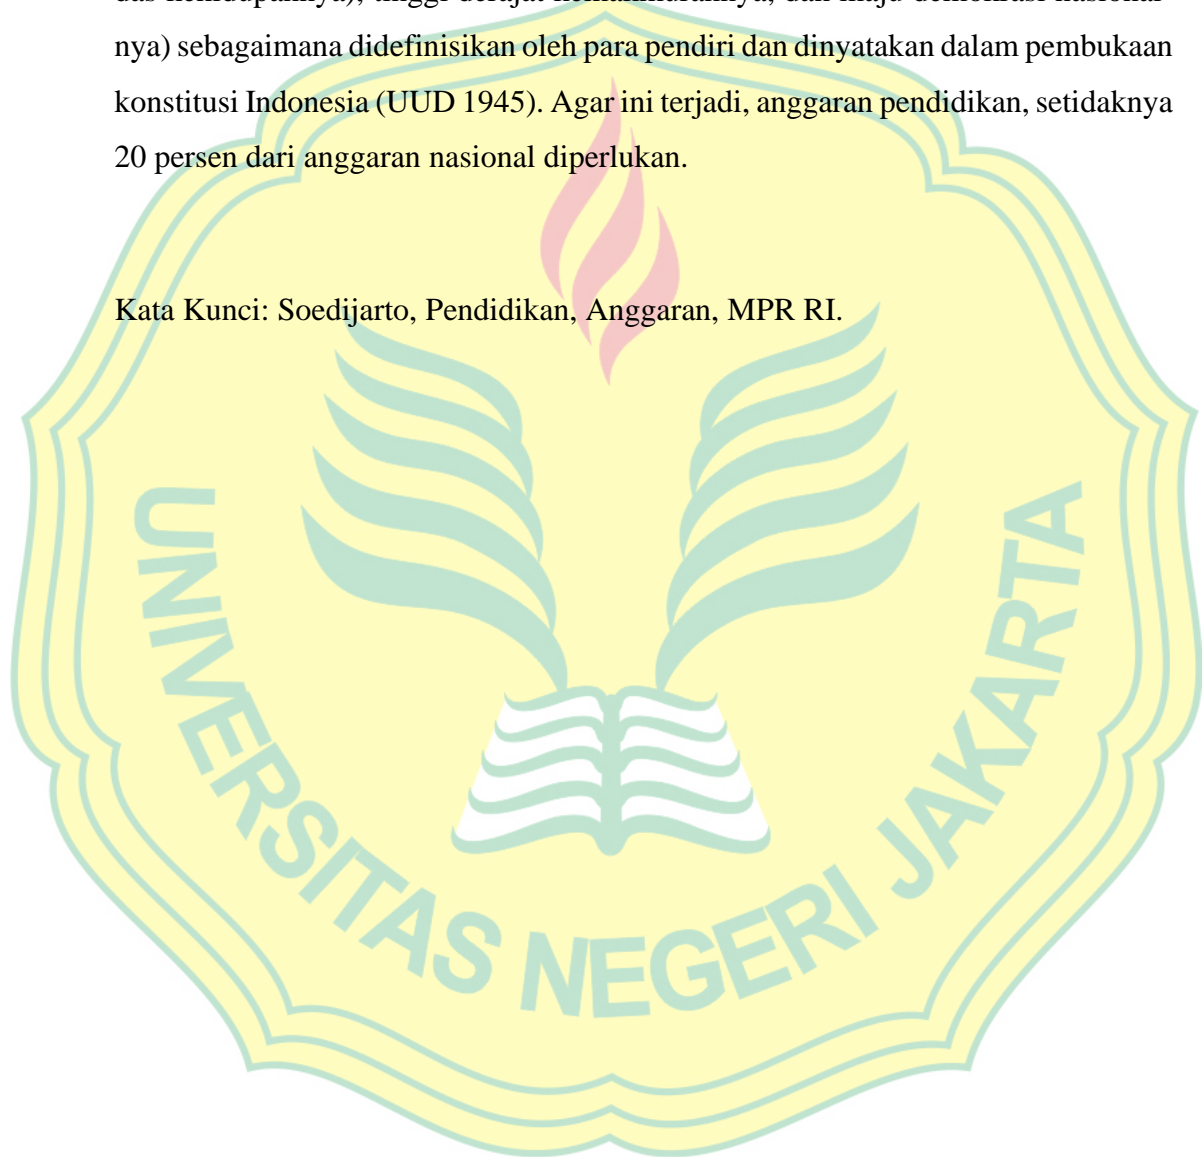 nya) sebagaimana didefinisikan oleh para pendiri dan dinyatakan dalam pembukaan
konstitusi Indonesia (UUD 1945). Agar ini terjadi, anggaran pendidikan, setidaknya
20 persen dari anggaran nasional diperlukan.
Kata Kunci: Soedijarto, Pendidikan, Anggaran, MPR RI.
UNIVERSITAS NEGERI JAKARTA